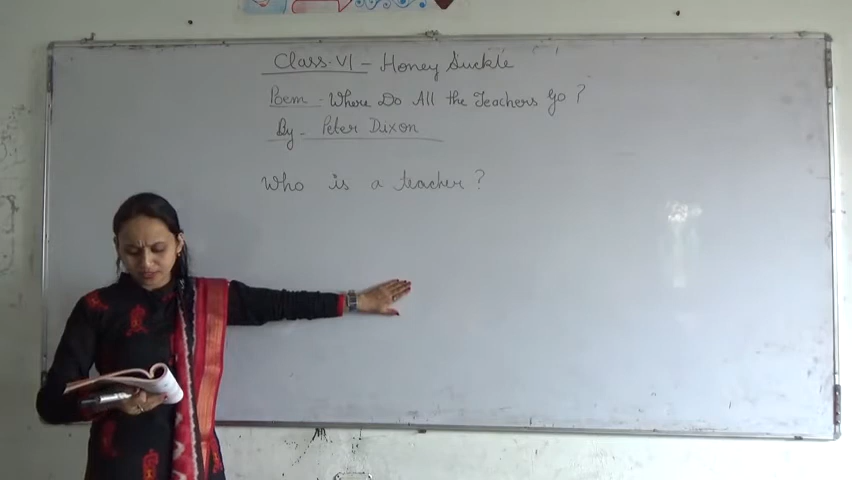 Class-VI - Honey Suckle
Poem - Where Do All the Teachers Go ?
By - Peter Dixon
Who is a teacher ?